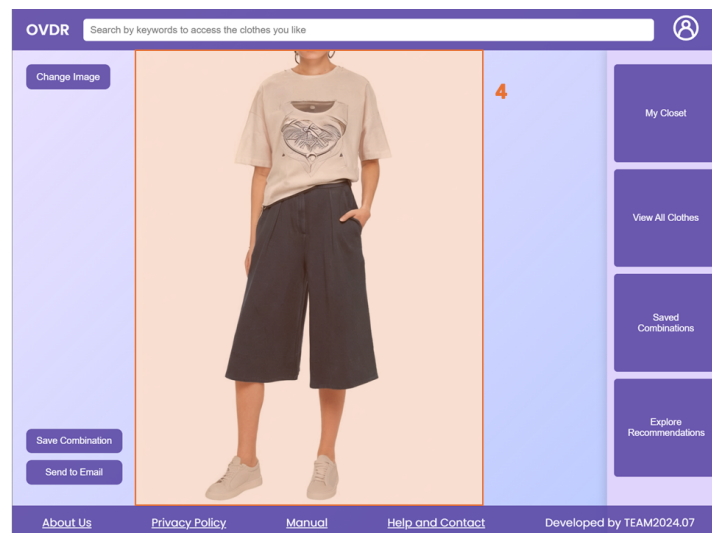 OVDR
Search by keywords to access the clothes you like
Change Image
4
My Closet
View All Clothes
Saved
Combinations
Explore
Recommendations
Save Combination
Send to Email
About Us
Privacy Policy
Manual
Help and Contact
Developed by TEAM2024.07